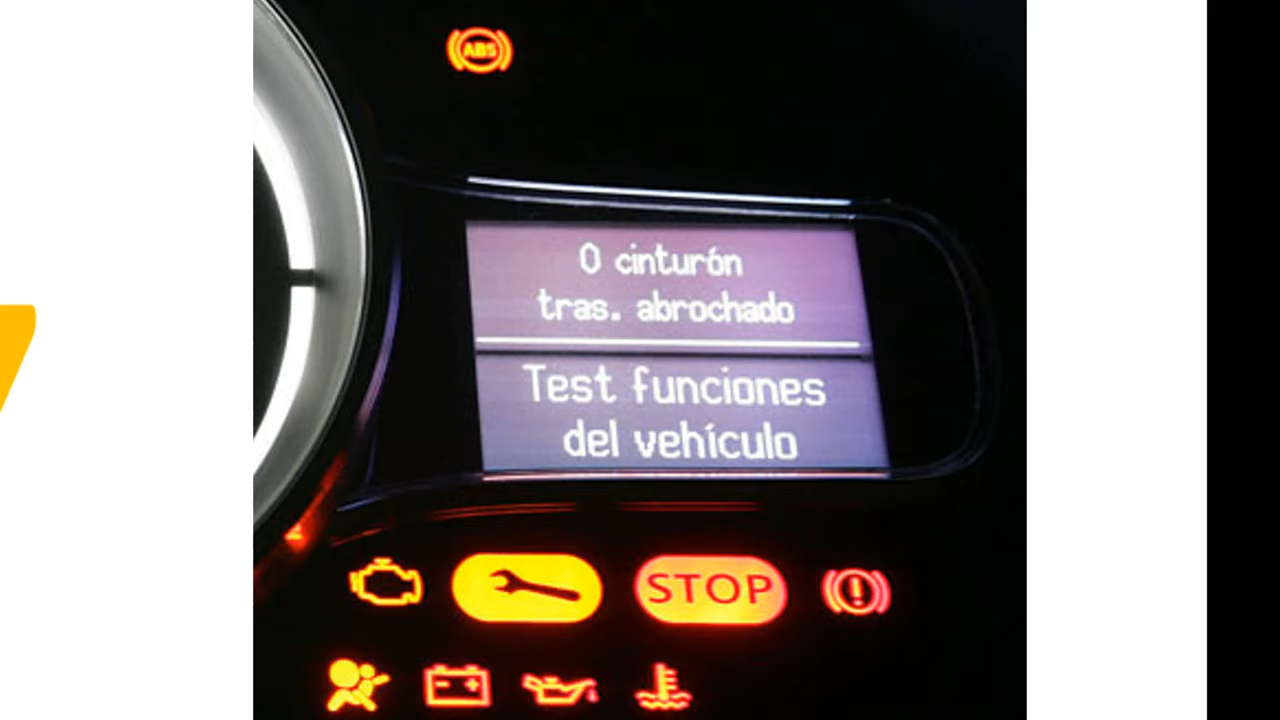 ABS
0 cinturón
tras. abrochado
Test funciones
del vehículo
STOP